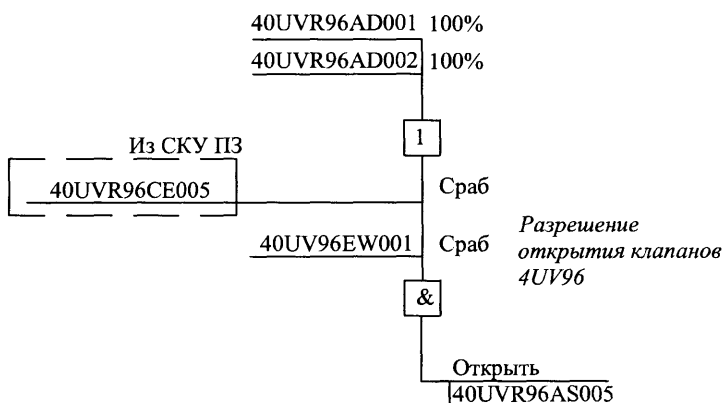 40UVR96AD001 100%
40UVR96AD002 100%
1
Из СКУ ПЗ
40UVR96CE005
Сраб
40UV96EW001
Сраб
Разрешение
открытия клапанов
4UV96
&
Открыть
40UVR96AS005